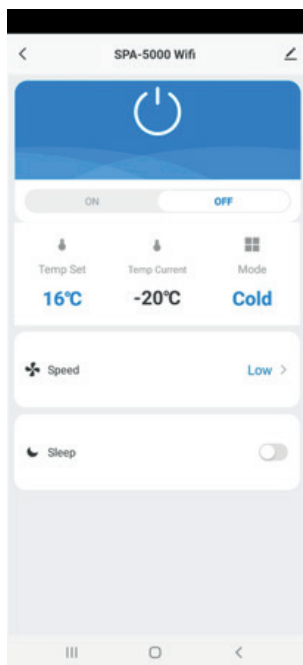 SPA-5000 Wifi
ON OFF
Temp Set Temp Current Mode
16°C -20°C Cold
Speed Low
Sleep